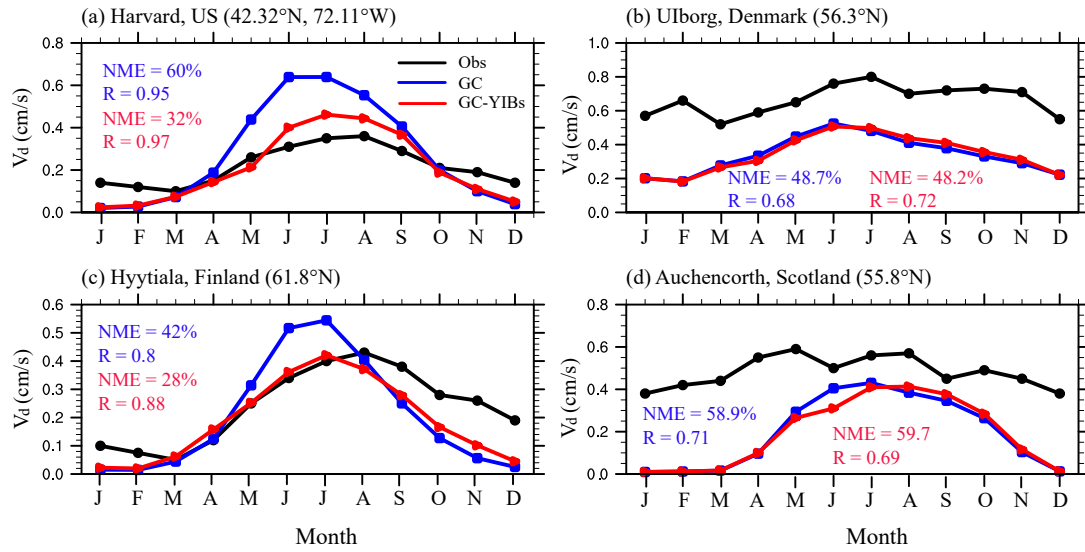 (a) Harvard, US (42.32°N, 72.11°W)
V_d (cm/s)
0.8
0.6
0.4
0.2
0.0
NME = 60%
R = 0.95
NME = 32%
R = 0.97
Obs
GC
GC-YIBs
J F M A M J J A S O N D
(b) UIborg, Denmark (56.3°N)
V_d (cm/s)
1.0
0.8
0.6
0.4
0.2
0.0
NME = 48.7%
R = 0.68
NME = 48.2%
R = 0.72
J F M A M J J A S O N D
(c) Hyytiala, Finland (61.8°N)
V_d (cm/s)
0.6
0.5
0.4
0.3
0.2
0.1
0.0
NME = 42%
R = 0.8
NME = 28%
R = 0.88
J F M A M J J A S O N D
Month
(d) Auchencorth, Scotland (55.8°N)
V_d (cm/s)
0.8
0.6
0.4
0.2
0.0
NME = 58.9%
R = 0.71
NME = 59.7
R = 0.69
J F M A M J J A S O N D
Month